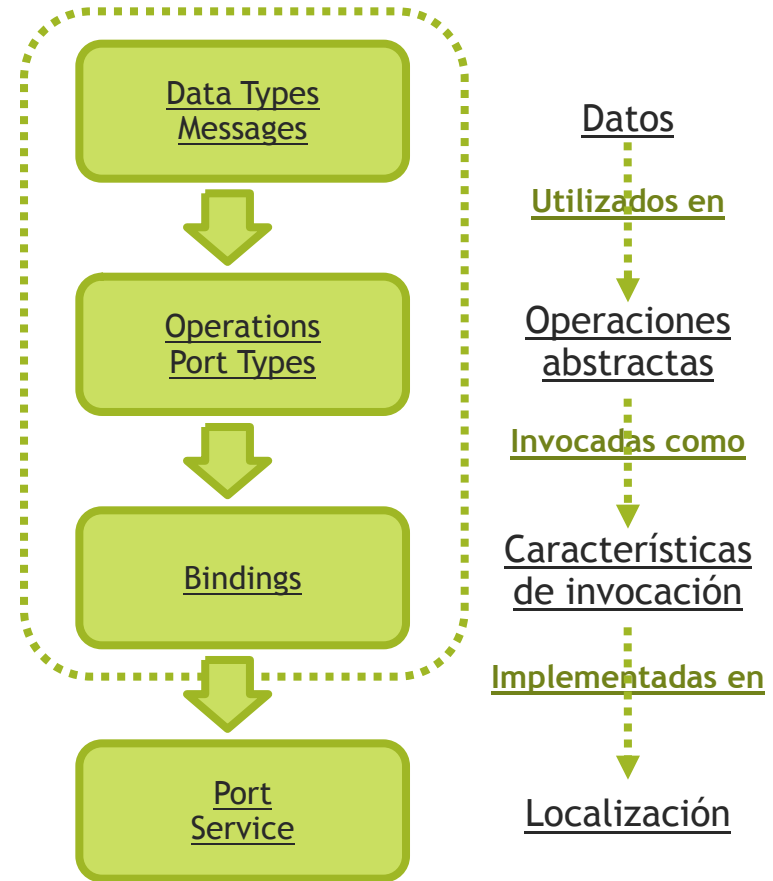 Data Types
Messages
Datos
Utilizados en
Operations
Port Types
Operaciones
abstractas
Invocadas como
Bindings
Características
de invocación
Implementadas en
Port
Service
Localización